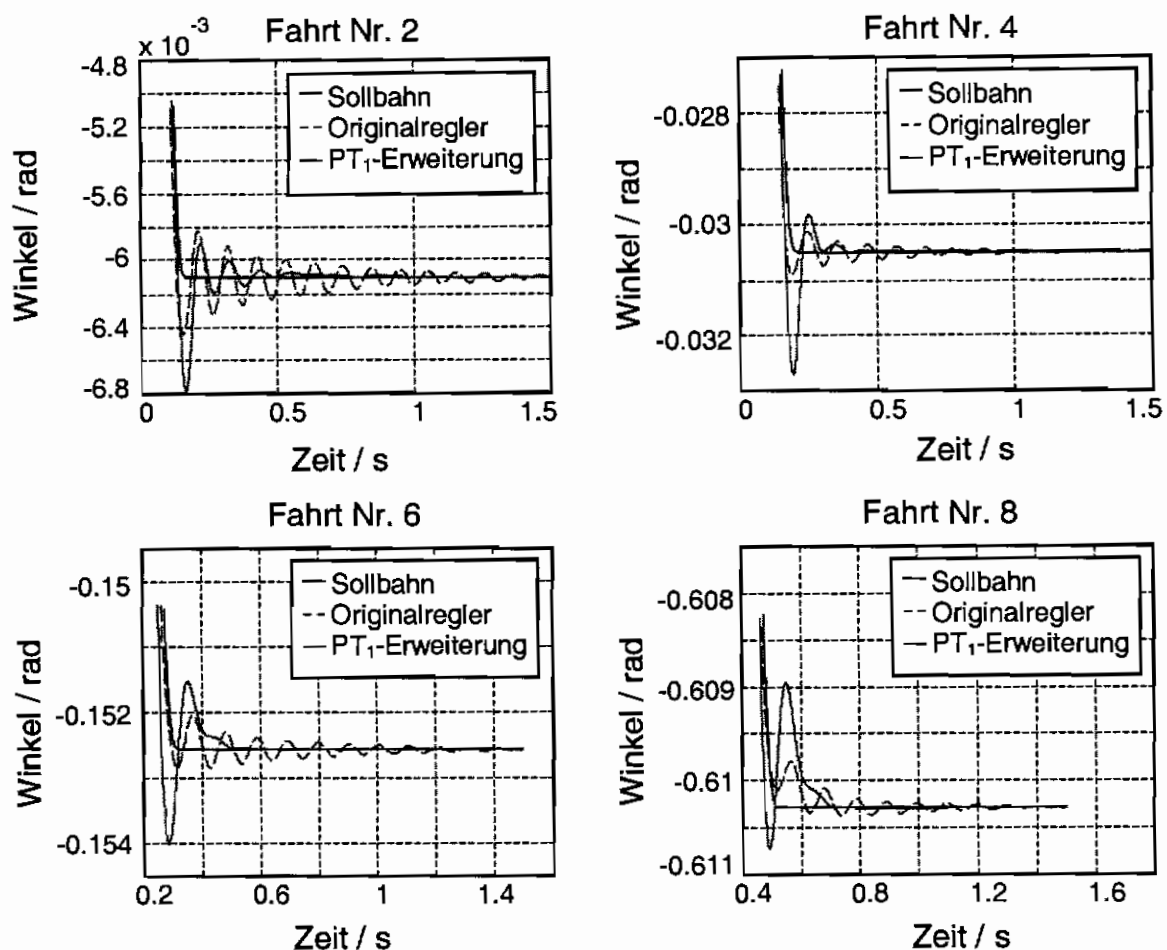 Fahrt Nr. 2
x 10⁻³
-4.8
-5.2
-5.6
-6
-6.4
-6.8
0
0.5
1
1.5
Winkel / rad
Zeit / s
Sollbahn
Originalregler
PT₁-Erweiterung
Fahrt Nr. 4
-0.028
-0.03
-0.032
0
0.5
1
1.5
Winkel / rad
Zeit / s
Sollbahn
Originalregler
PT₁-Erweiterung
Fahrt Nr. 6
-0.15
-0.152
-0.154
0.2
0.6
1
1.4
Winkel / rad
Zeit / s
Sollbahn
Originalregler
PT₁-Erweiterung
Fahrt Nr. 8
-0.608
-0.609
-0.61
-0.611
0.4
0.8
1.2
1.6
Winkel / rad
Zeit / s
Sollbahn
Originalregler
PT₁-Erweiterung